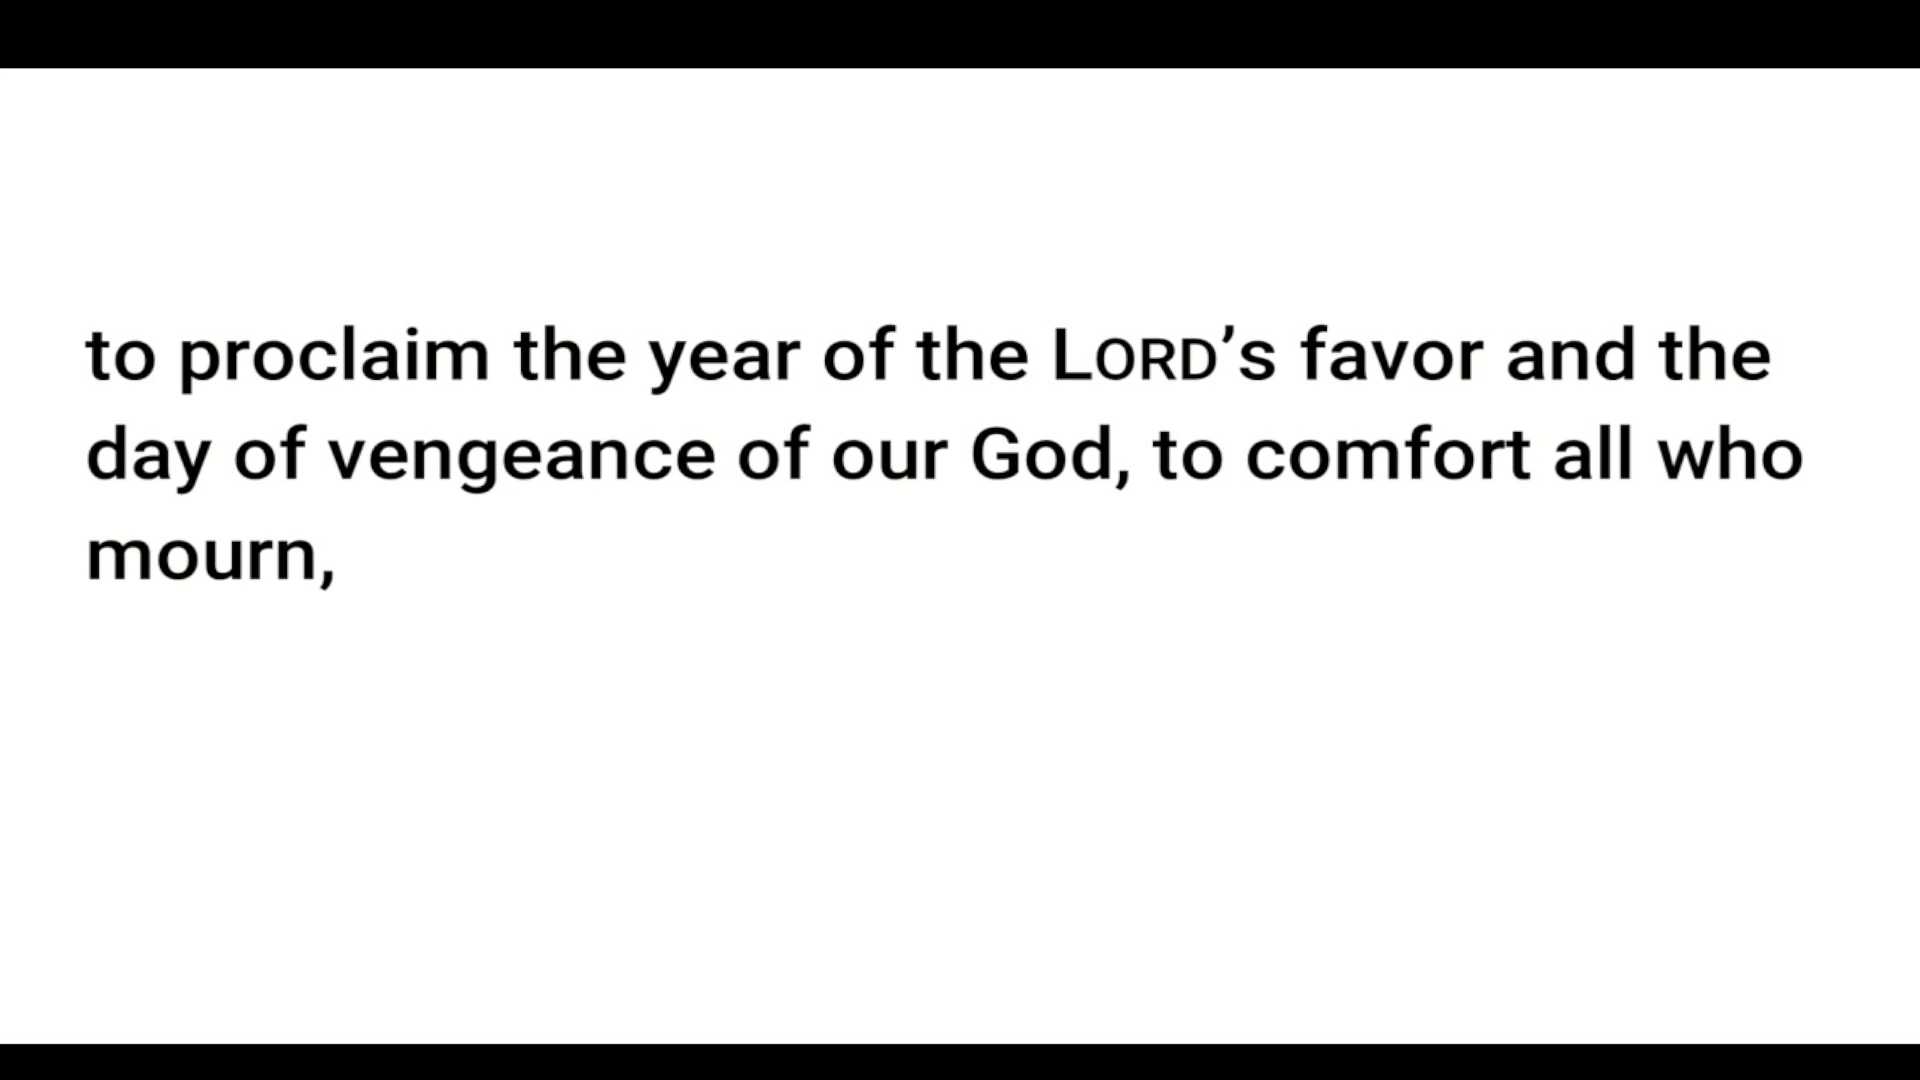 to proclaim the year of the LORD’s favor and the
day of vengeance of our God, to comfort all who
mourn,